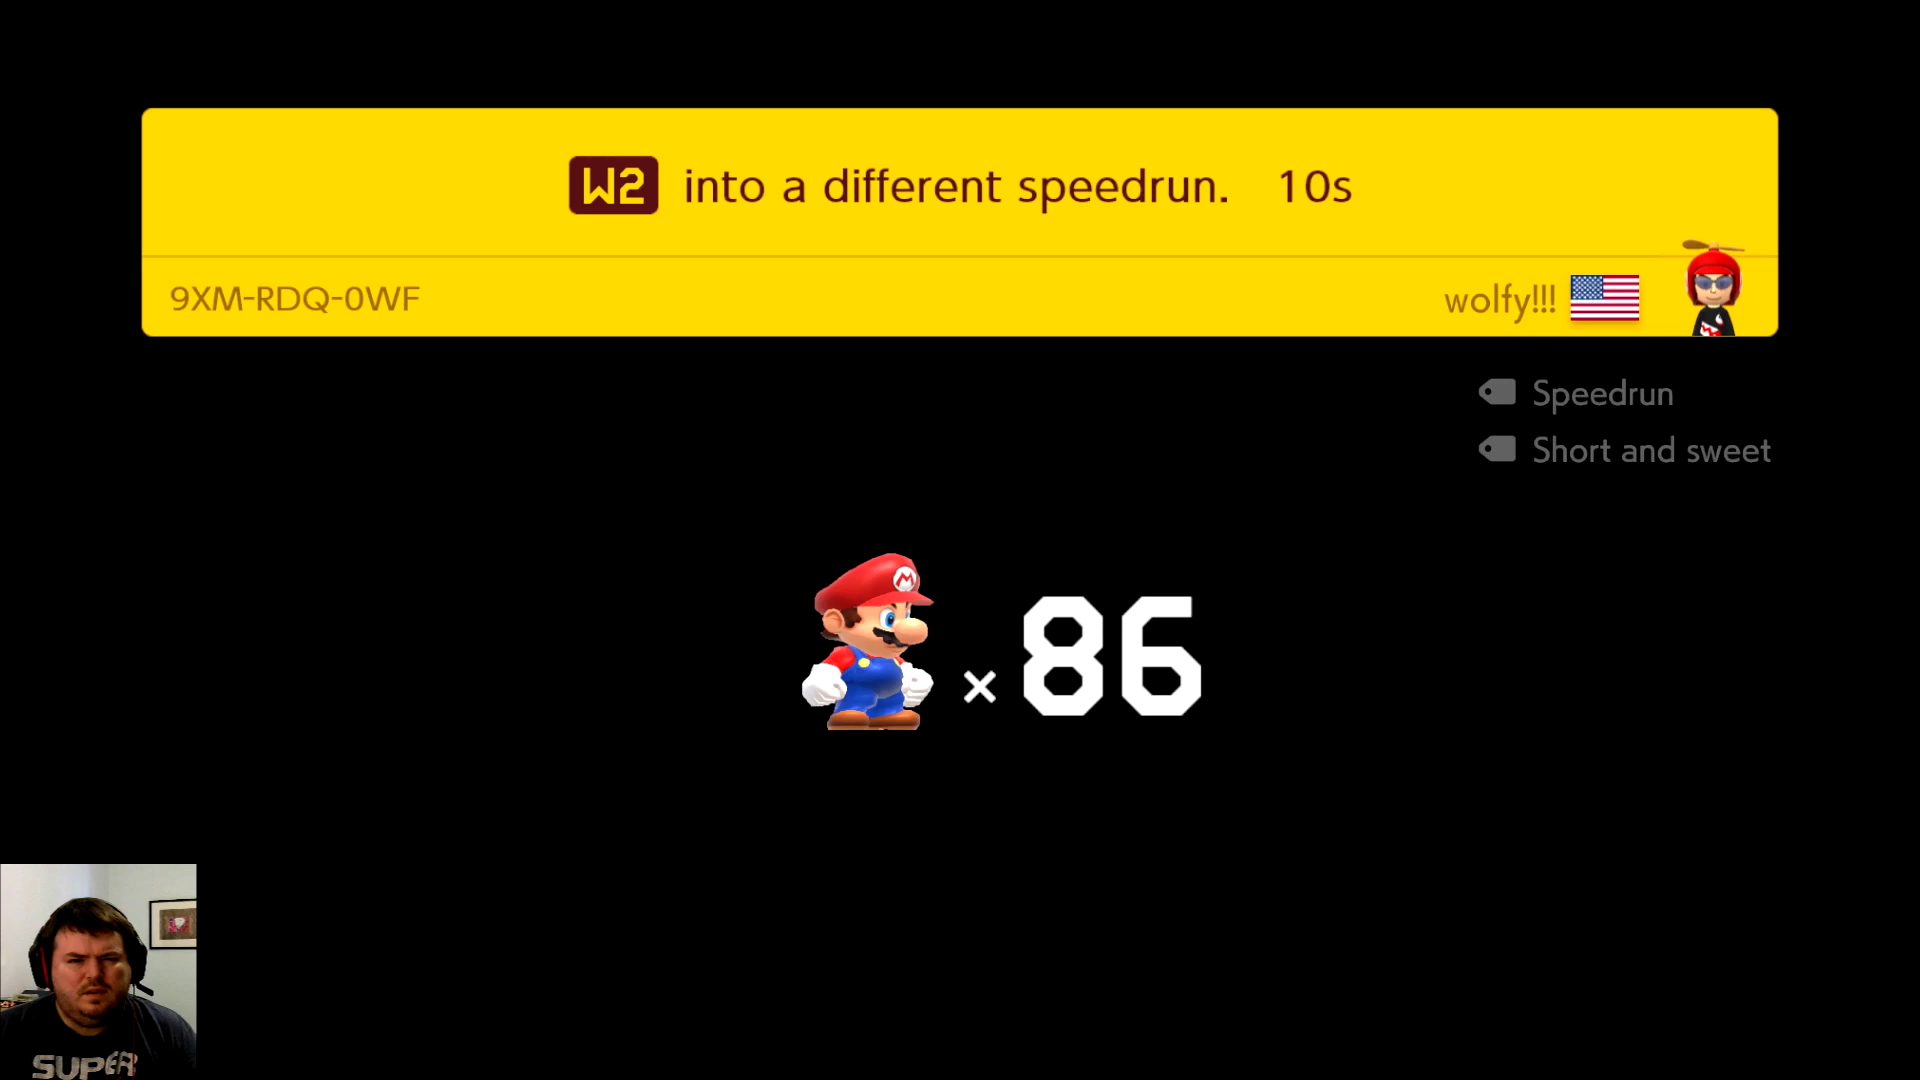 W2 into a different speedrun. 10s
9XM-RDQ-0WF
wolfy!!!
Speedrun
Short and sweet
M
× 86
SUPER